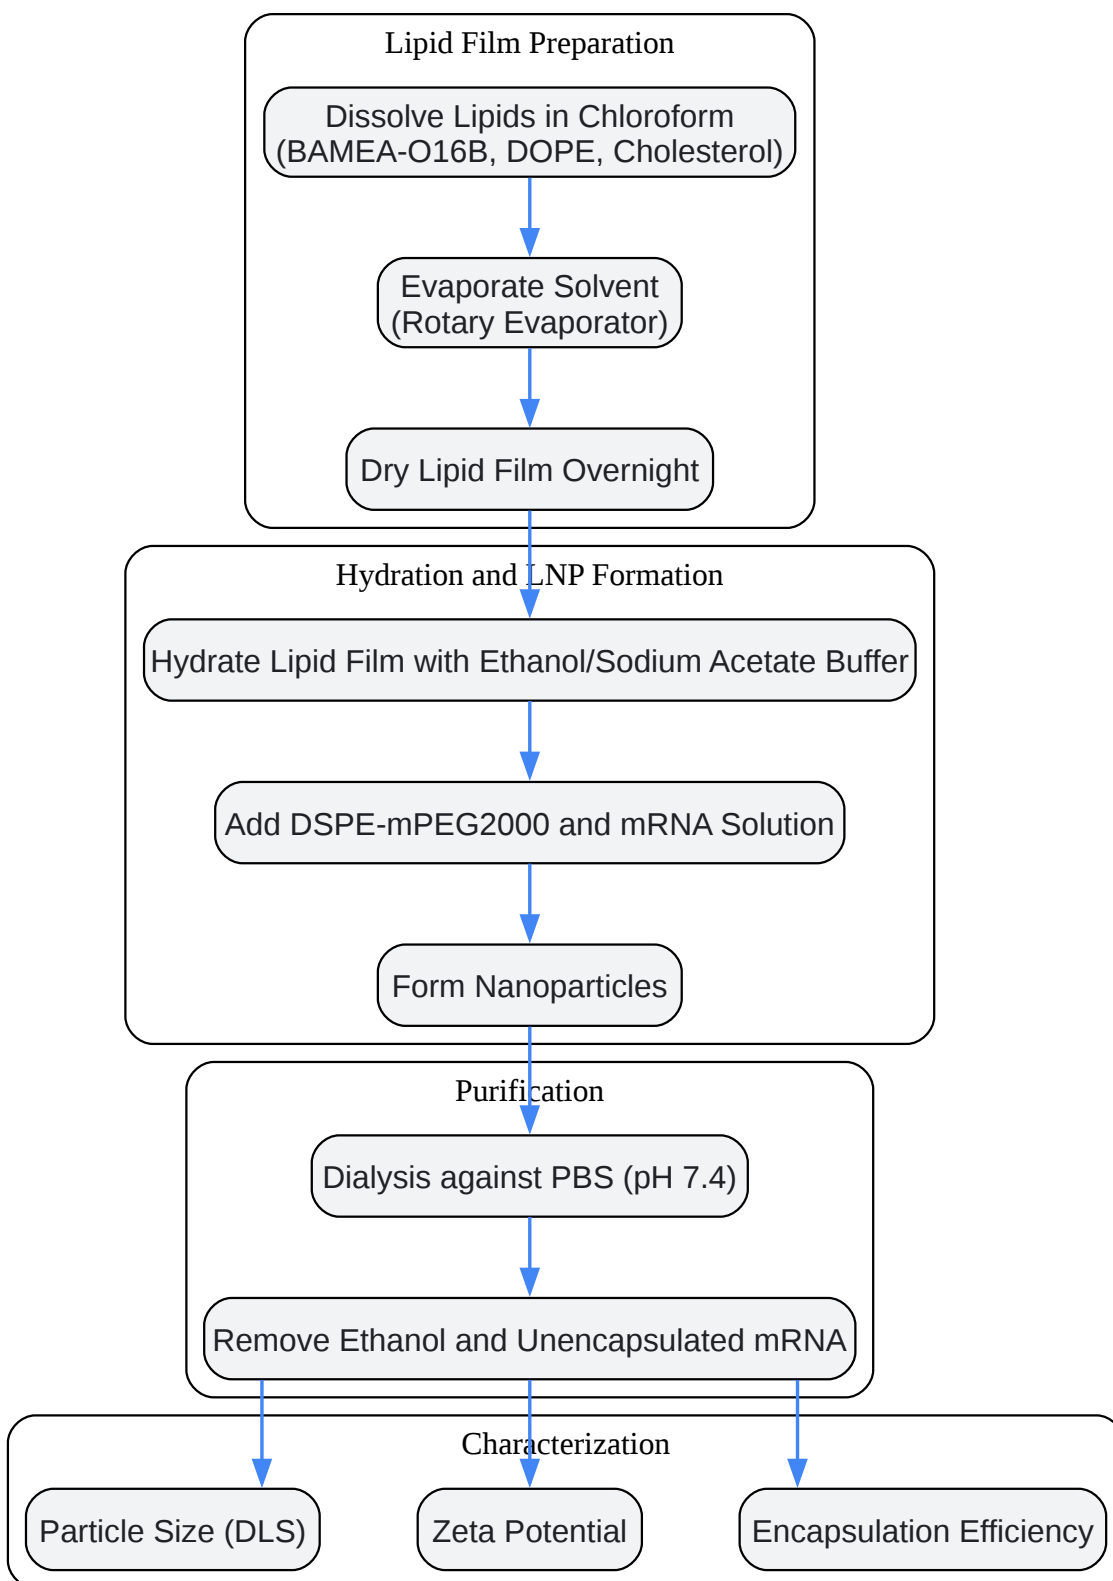 Lipid Film Preparation
Dissolve Lipids in Chloroform
(BAMEA-O16B, DOPE, Cholesterol)
Evaporate Solvent
(Rotary Evaporator)
Dry Lipid Film Overnight
Hydration and LNP Formation
Hydrate Lipid Film with Ethanol/Sodium Acetate Buffer
Add DSPE-mPEG2000 and mRNA Solution
Form Nanoparticles
Purification
Dialysis against PBS (pH 7.4)
Remove Ethanol and Unencapsulated mRNA
Characterization
Particle Size (DLS)
Zeta Potential
Encapsulation Efficiency